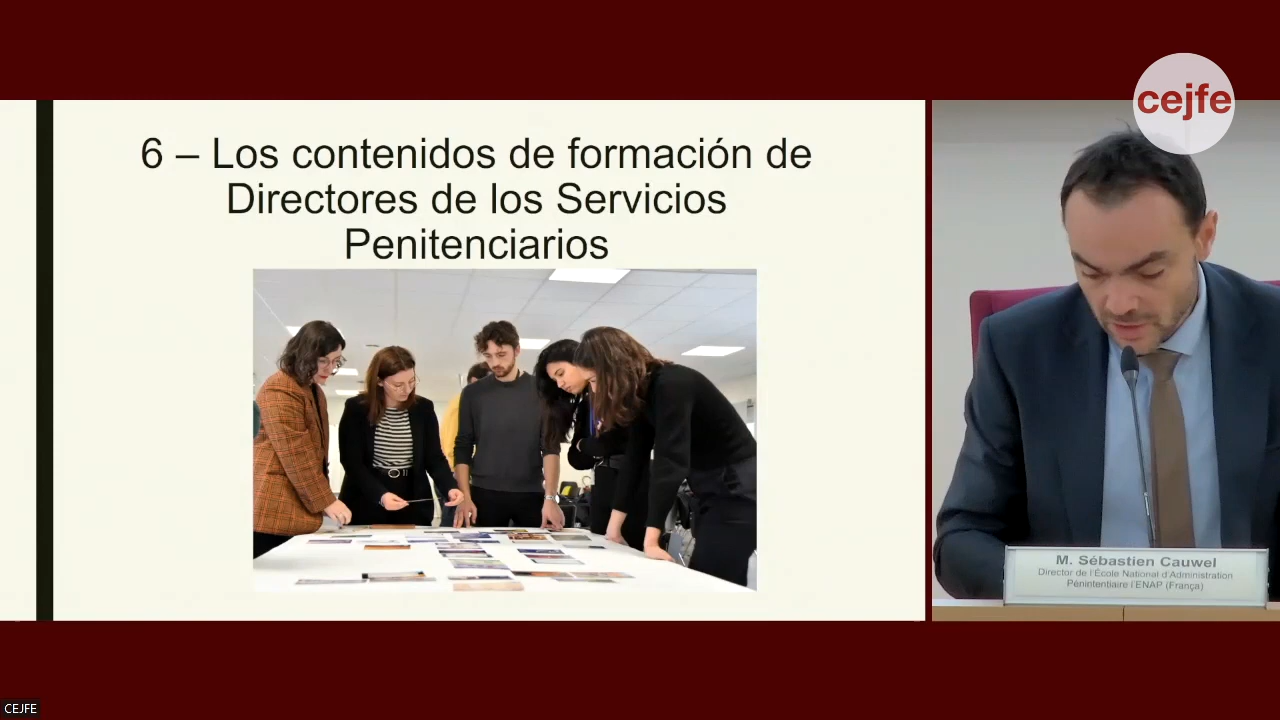 cejfe
6 – Los contenidos de formación de
Directores de los Servicios
Penitenciarios
M. Sébastien Cauwel
Director de l'École National d'Administration
Pénintentiaire l'ENAP (França)
CEJFE